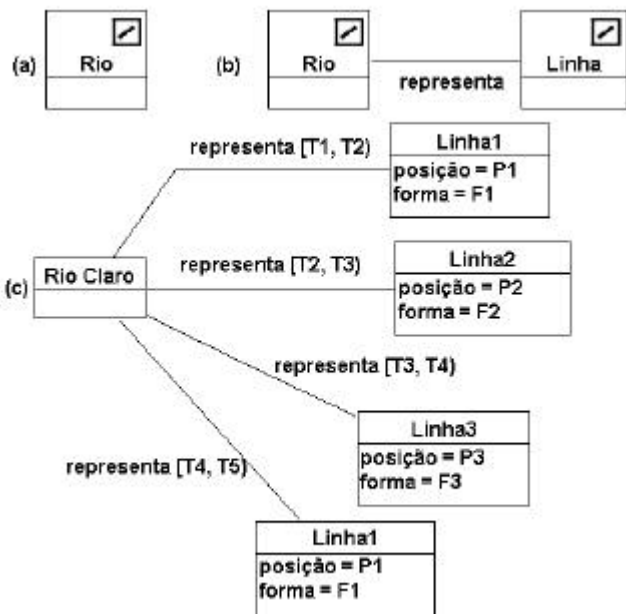 (a)
Rio
(b)
Rio
representa
Linha
representa [T1, T2)
Linha1
posição = P1
forma = F1
(c)
Rio Claro
representa [T2, T3)
Linha2
posição = P2
forma = F2
representa [T3, T4)
Linha3
posição = P3
forma = F3
representa [T4, T5)
Linha1
posição = P1
forma = F1